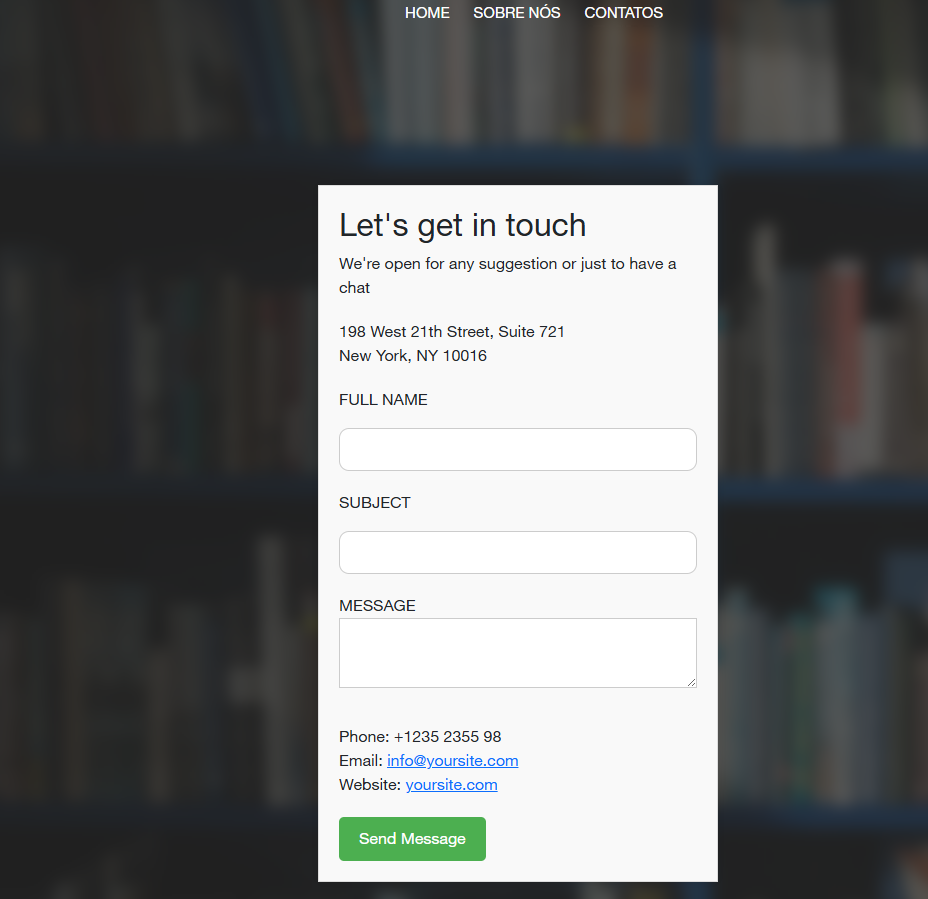 HOME SOBRE NÓS CONTATOS
Let's get in touch
We're open for any suggestion or just to have a
chat
198 West 21th Street, Suite 721
New York, NY 10016
FULL NAME
SUBJECT
MESSAGE
Phone: +1235 2355 98
Email: info@yoursite.com
Website: yoursite.com
Send Message